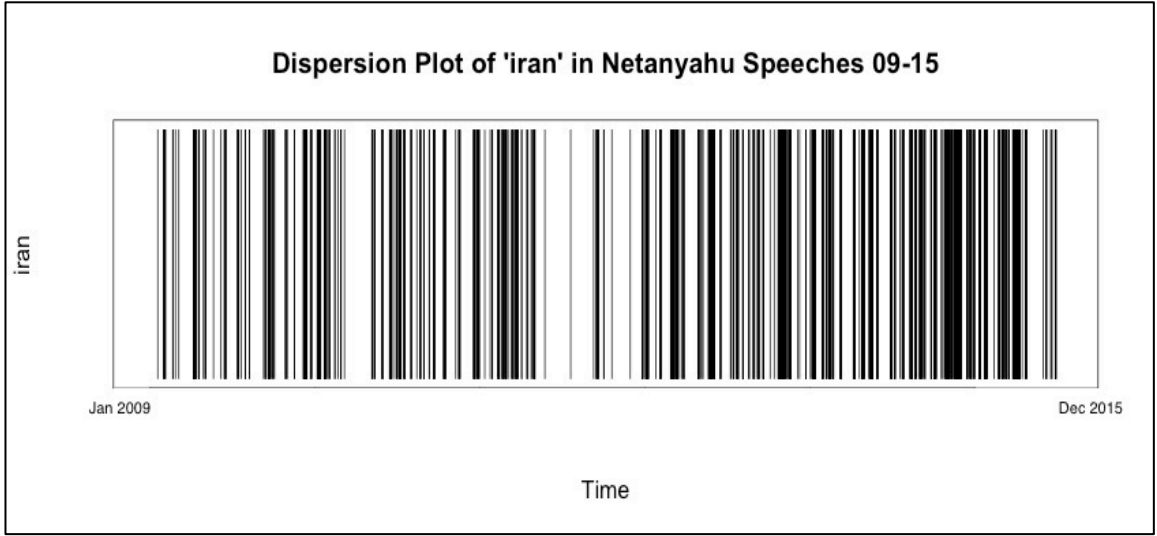 Dispersion Plot of 'iran' in Netanyahu Speeches 09-15
iran
Jan 2009
Dec 2015
Time